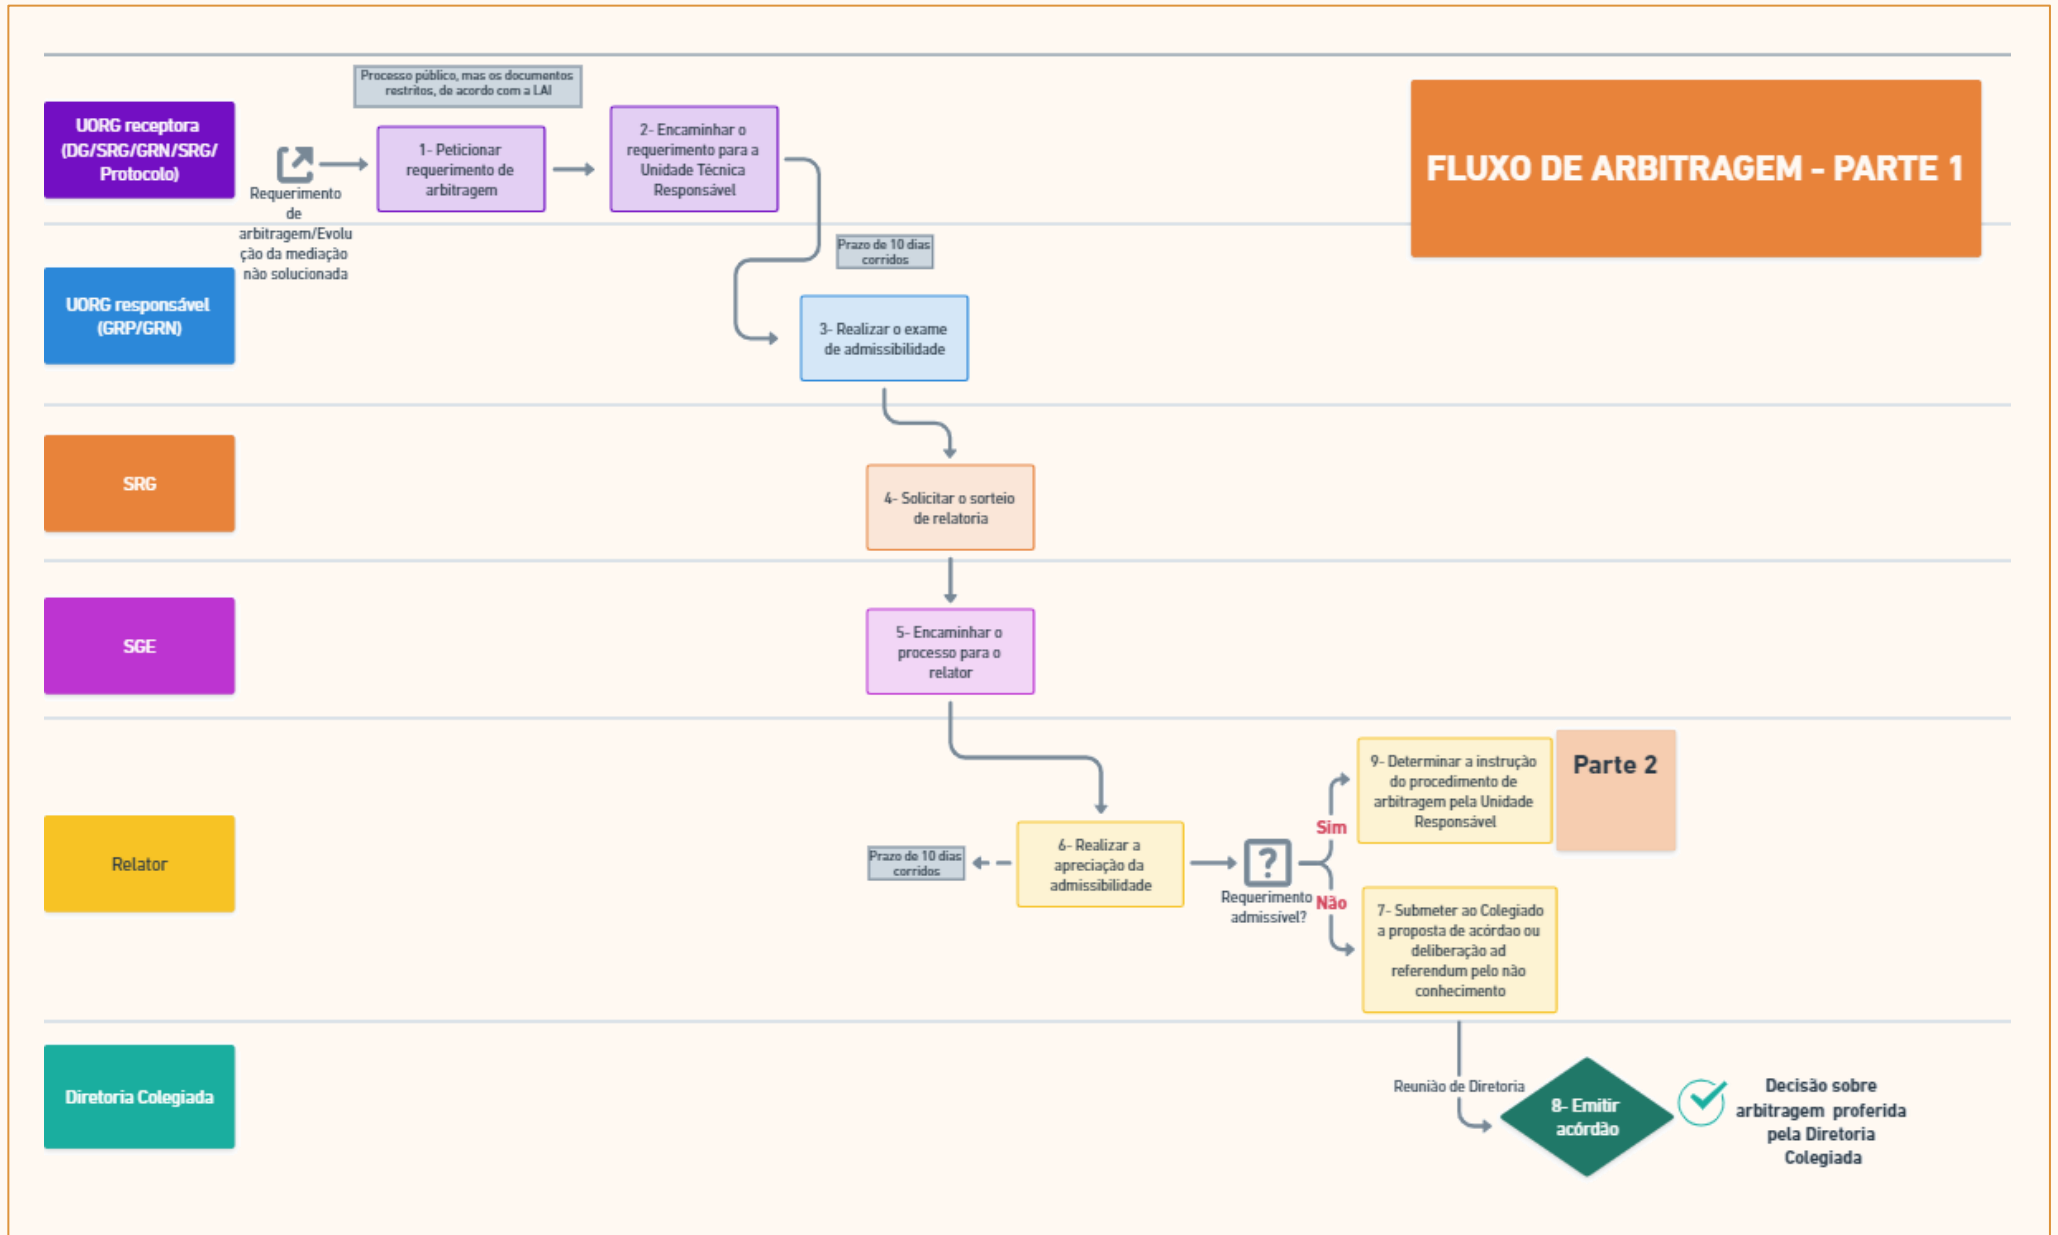 Processo público, mas os documentos
restritos, de acordo com a LAI
FLUXO DE ARBITRAGEM - PARTE 1
UORG receptora
(DG/SRG/GRN/SRG/
Protocolo)
Requerimento
de
arbitragem/Evolu
ção da mediação
não solucionada
1- Peticionar
requerimento de
arbitragem
2- Encaminhar o
requerimento para a
Unidade Técnica
Responsável
Prazo de 10 dias
corridos
UORG responsável
(GRP/GRN)
3- Realizar o exame
de admissibilidade
SRG
4- Solicitar o sorteio
de relatoria
SGE
5- Encaminhar o
processo para o
relator
Relator
Prazo de 10 dias
corridos
6- Realizar a
apreciação da
admissibilidade
Requerimento
admissível?
Sim
9- Determinar a instrução
do procedimento de
arbitragem pela Unidade
Responsável
Parte 2
Não
7- Submeter ao Colegiado
a proposta de acórdao ou
deliberação ad
referendum pelo não
conhecimento
Diretoria Colegiada
Reunião de Diretoria
8- Emitir
acórdão
Decisão sobre
arbitragem proferida
pela Diretoria
Colegiada